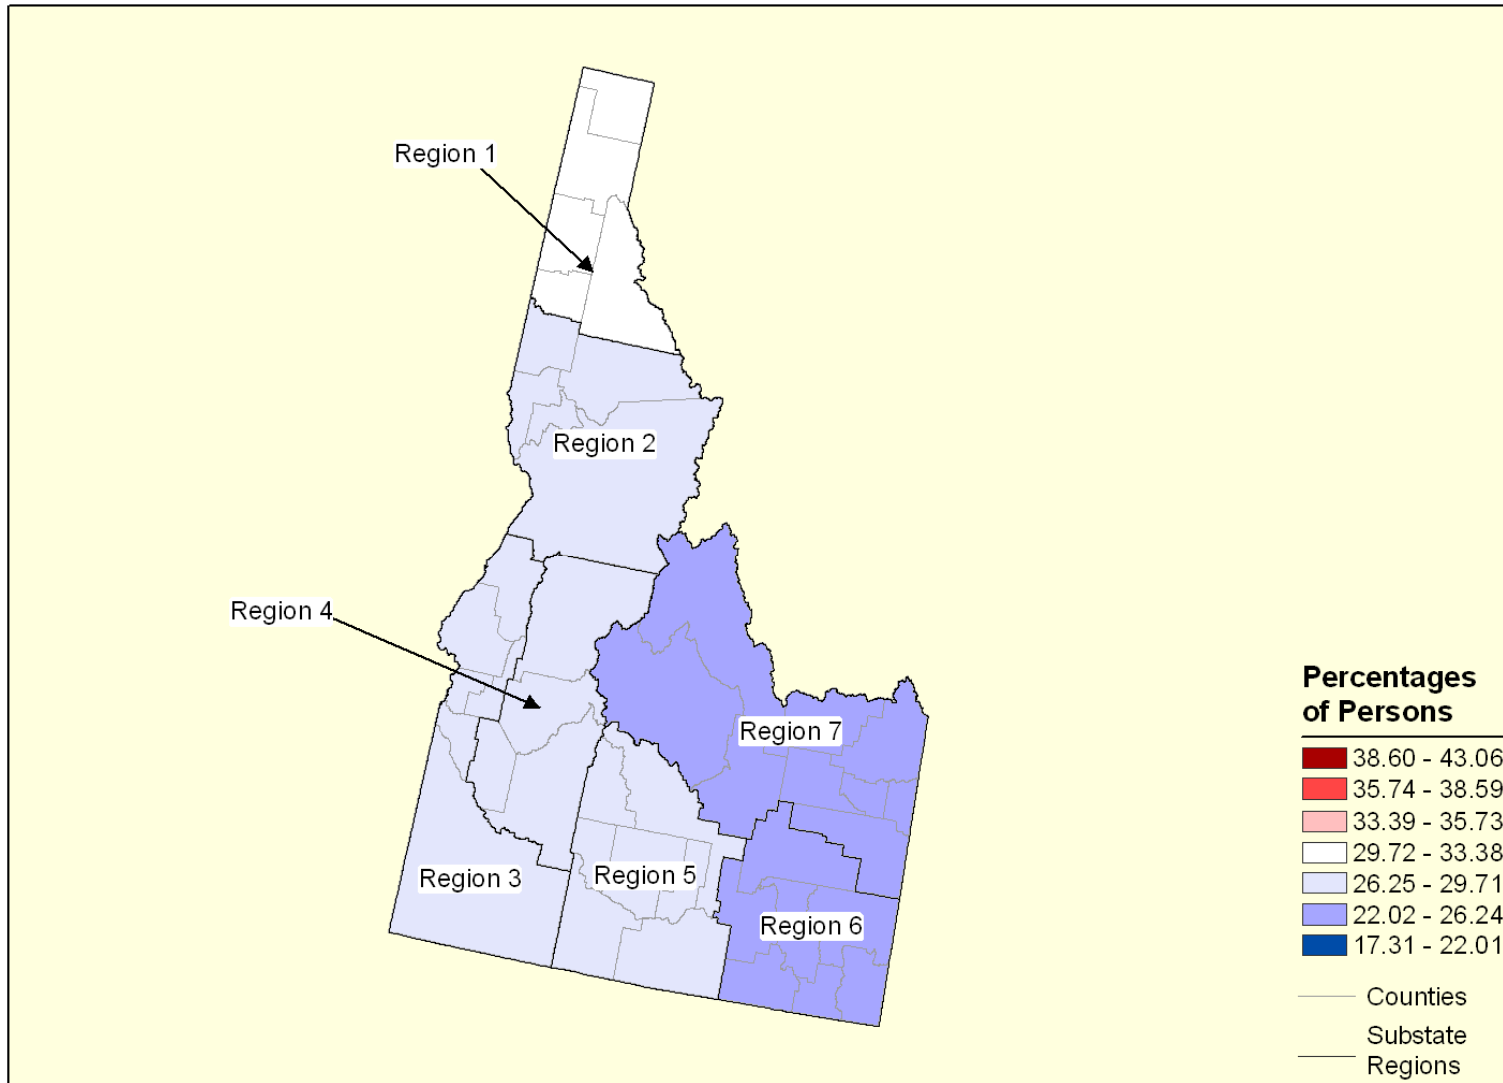 Region 1
Region 2
Region 4
Region 7
Region 3
Region 5
Region 6
Percentages
of Persons
38.60 - 43.06
35.74 - 38.59
33.39 - 35.73
29.72 - 33.38
26.25 - 29.71
22.02 - 26.24
17.31 - 22.01
Counties
Substate
Regions